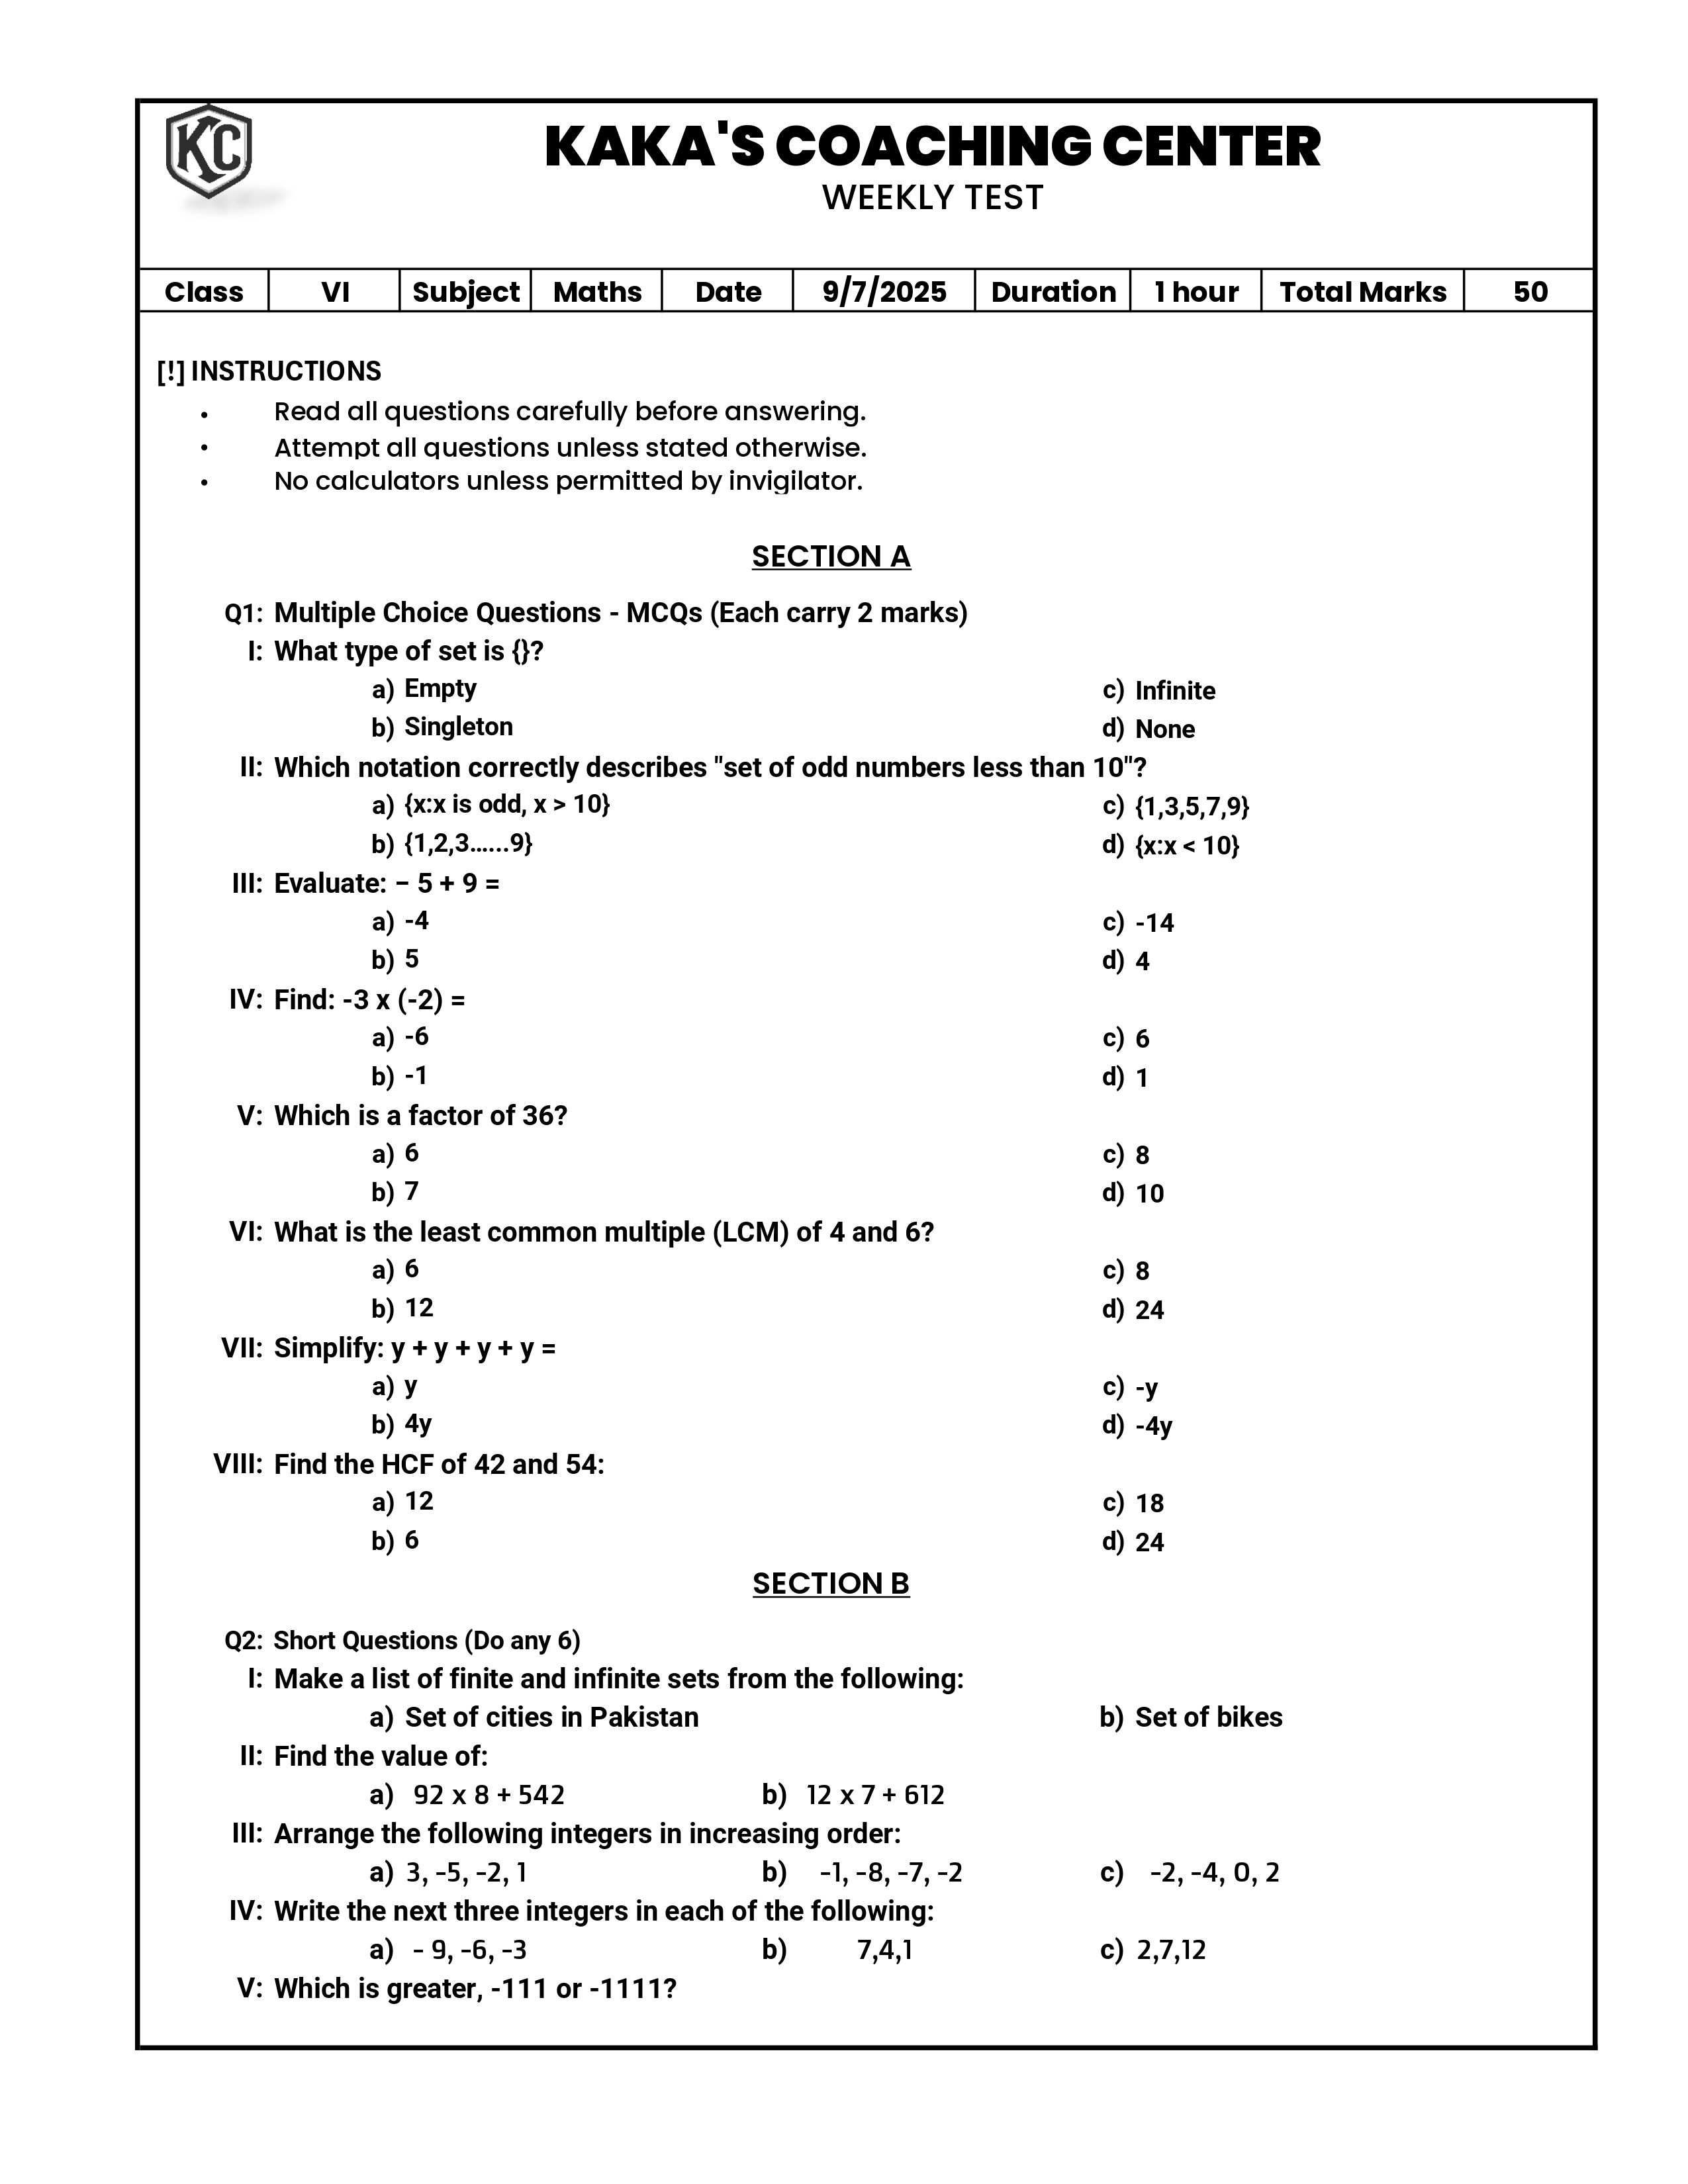 KC
KAKA'S COACHING CENTER
WEEKLY TEST
Class VI Subject Maths Date 9/7/2025 Duration 1 hour Total Marks 50
[!] INSTRUCTIONS
• Read all questions carefully before answering.
• Attempt all questions unless stated otherwise.
• No calculators unless permitted by invigilator.
SECTION A
Q1: Multiple Choice Questions - MCQs (Each carry 2 marks)
I: What type of set is {}?
a) Empty c) Infinite
b) Singleton d) None
II: Which notation correctly describes "set of odd numbers less than 10"?
a) {x:x is odd, x > 10} c) {1,3,5,7,9}
b) {1,2,3......9} d) {x:x < 10}
III: Evaluate: − 5 + 9 =
a) -4 c) -14
b) 5 d) 4
IV: Find: -3 x (-2) =
a) -6 c) 6
b) -1 d) 1
V: Which is a factor of 36?
a) 6 c) 8
b) 7 d) 10
VI: What is the least common multiple (LCM) of 4 and 6?
a) 6 c) 8
b) 12 d) 24
VII: Simplify: y + y + y + y =
a) y c) -y
b) 4y d) -4y
VIII: Find the HCF of 42 and 54:
a) 12 c) 18
b) 6 d) 24
SECTION B
Q2: Short Questions (Do any 6)
I: Make a list of finite and infinite sets from the following:
a) Set of cities in Pakistan b) Set of bikes
II: Find the value of:
a) 92 x 8 + 542 b) 12 x 7 + 612
III: Arrange the following integers in increasing order:
a) 3, -5, -2, 1 b) -1, -8, -7, -2 c) -2, -4, 0, 2
IV: Write the next three integers in each of the following:
a) - 9, -6, -3 b) 7,4,1 c) 2,7,12
V: Which is greater, -111 or -1111?